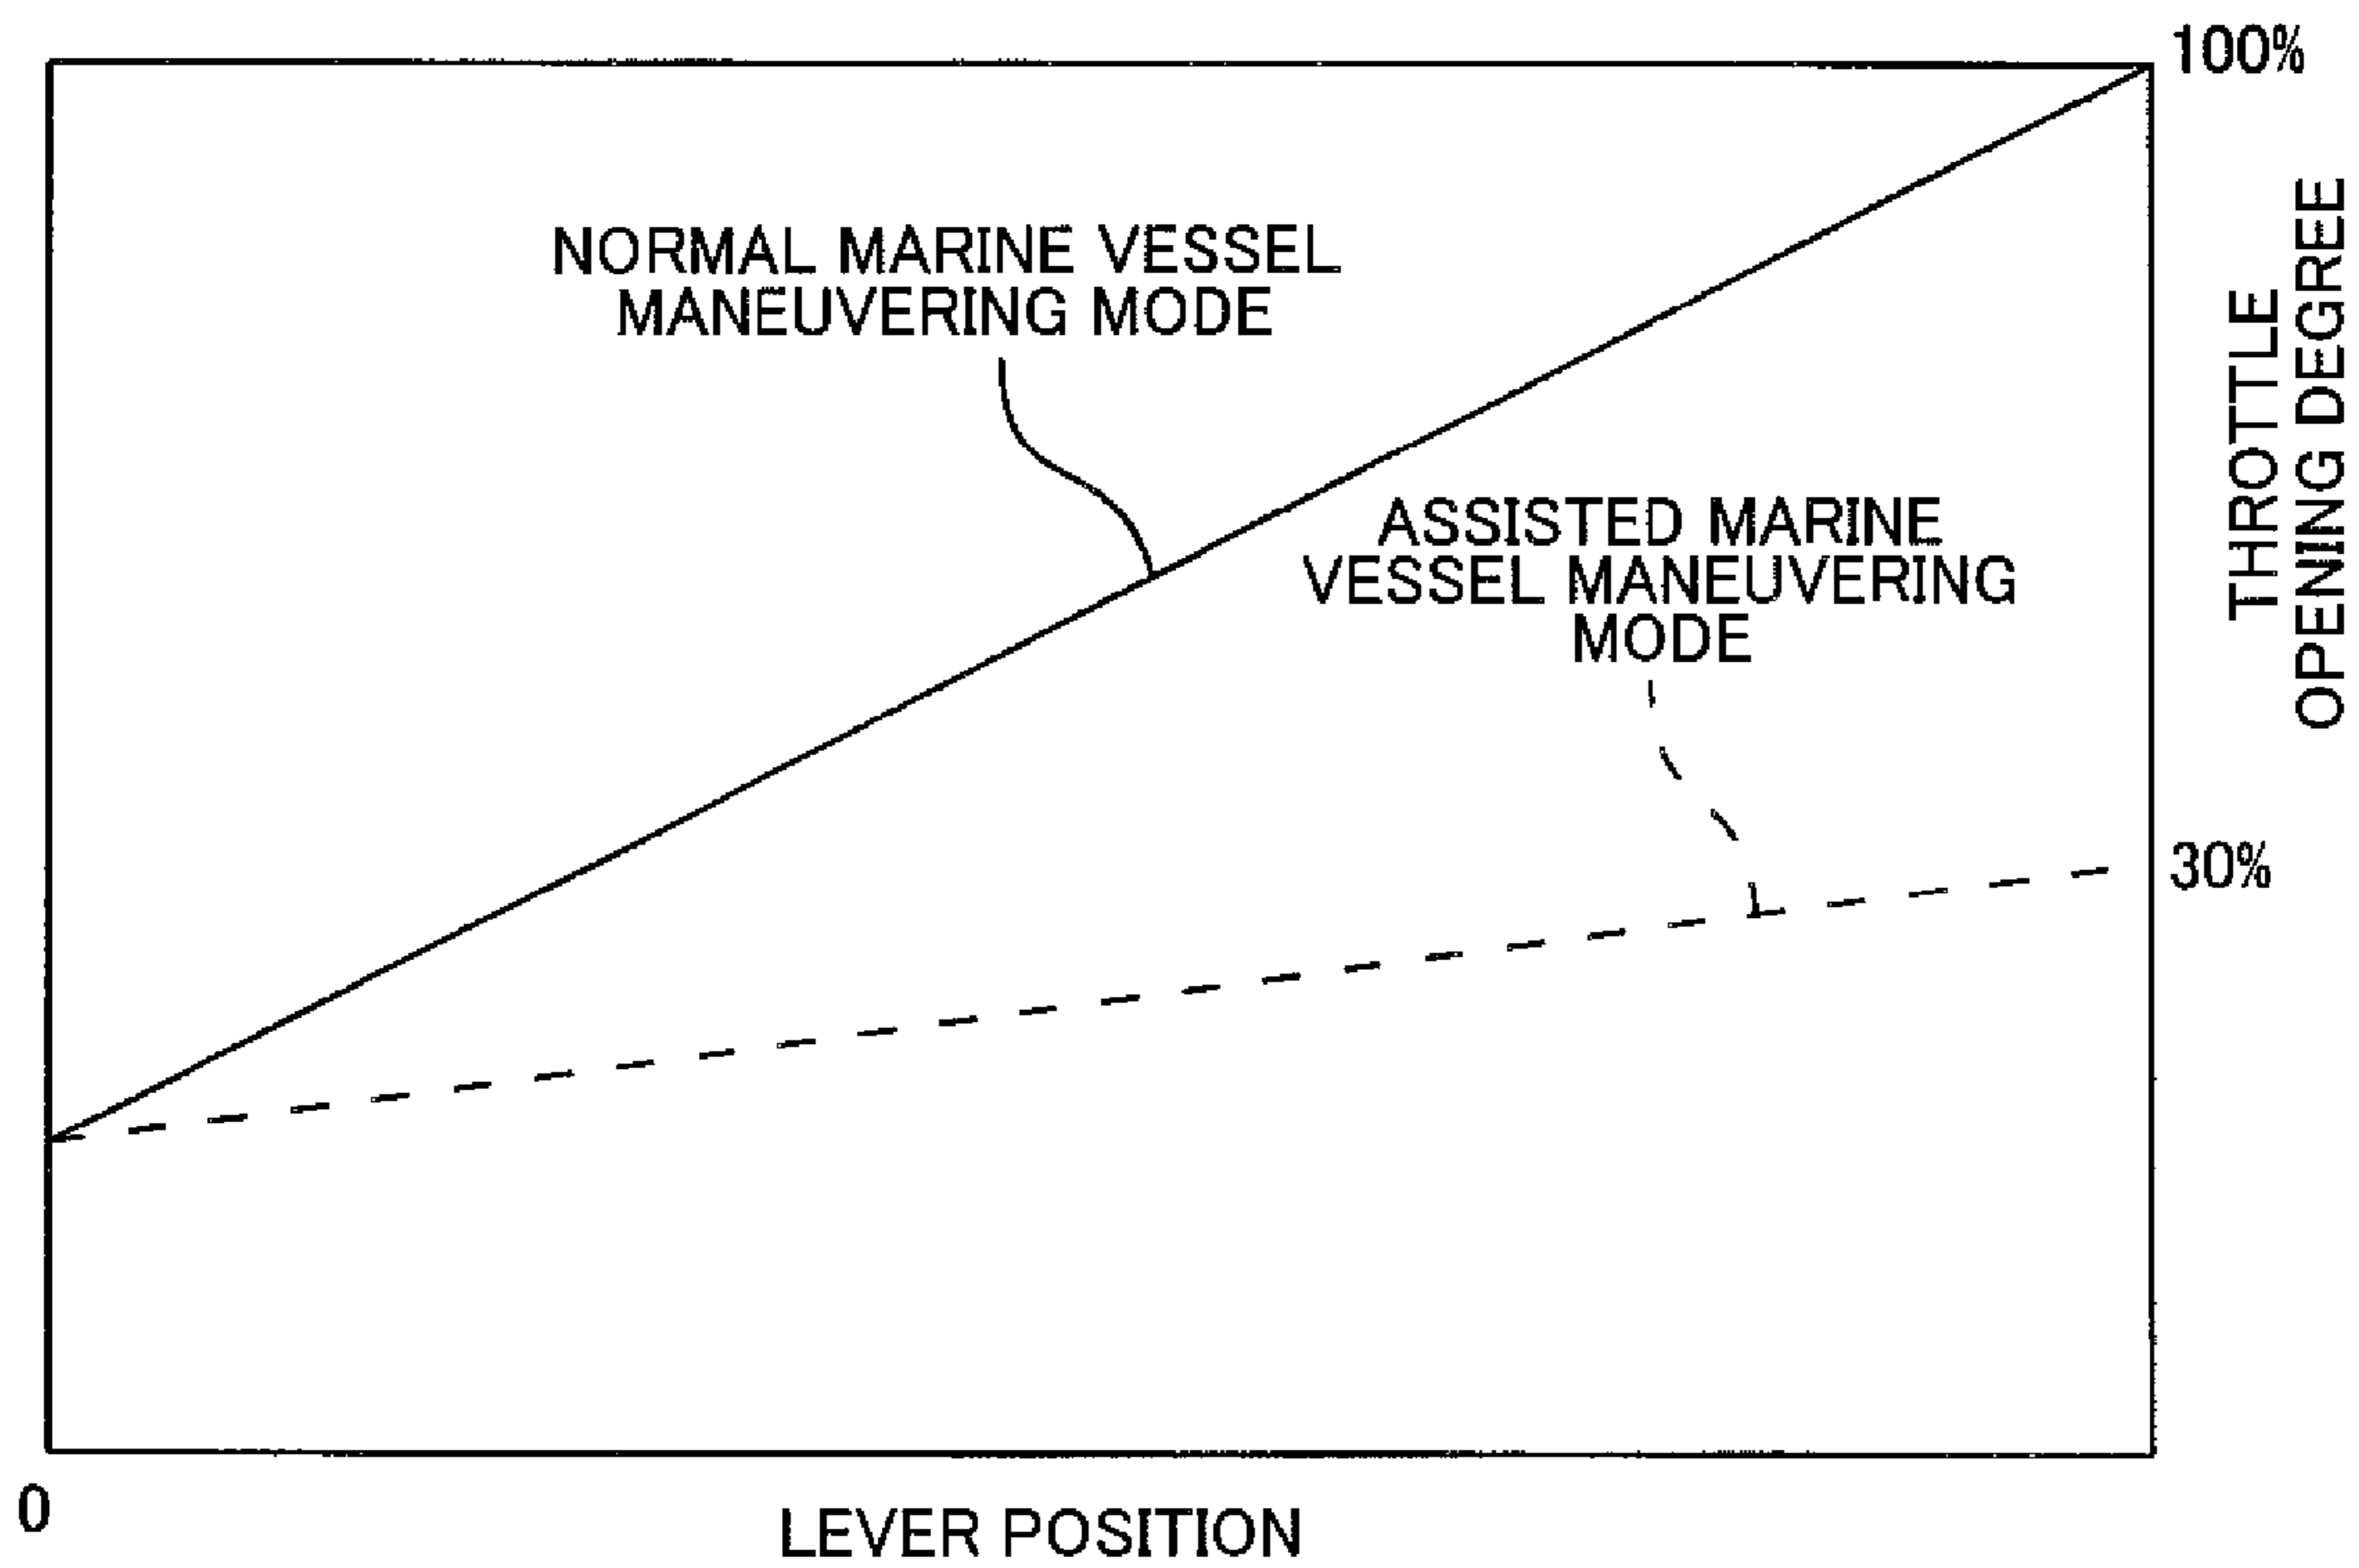 100%
NORMAL MARINE VESSEL
MANEUVERING MODE
THROTTLE
OPENING DEGREE
ASSISTED MARINE
VESSEL MANEUVERING
MODE
30%
0
LEVER POSITION